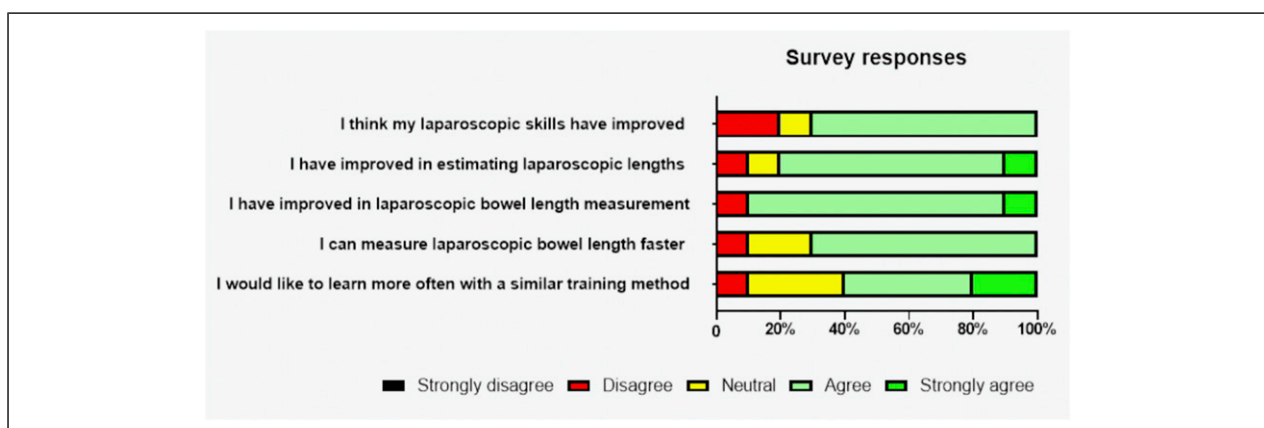 Survey responses
I think my laparoscopic skills have improved
I have improved in estimating laparoscopic lengths
I have improved in laparoscopic bowel length measurement
I can measure laparoscopic bowel length faster
I would like to learn more often with a similar training method
0 20% 40% 60% 80% 100%
Strongly disagree Disagree Neutral Agree Strongly agree